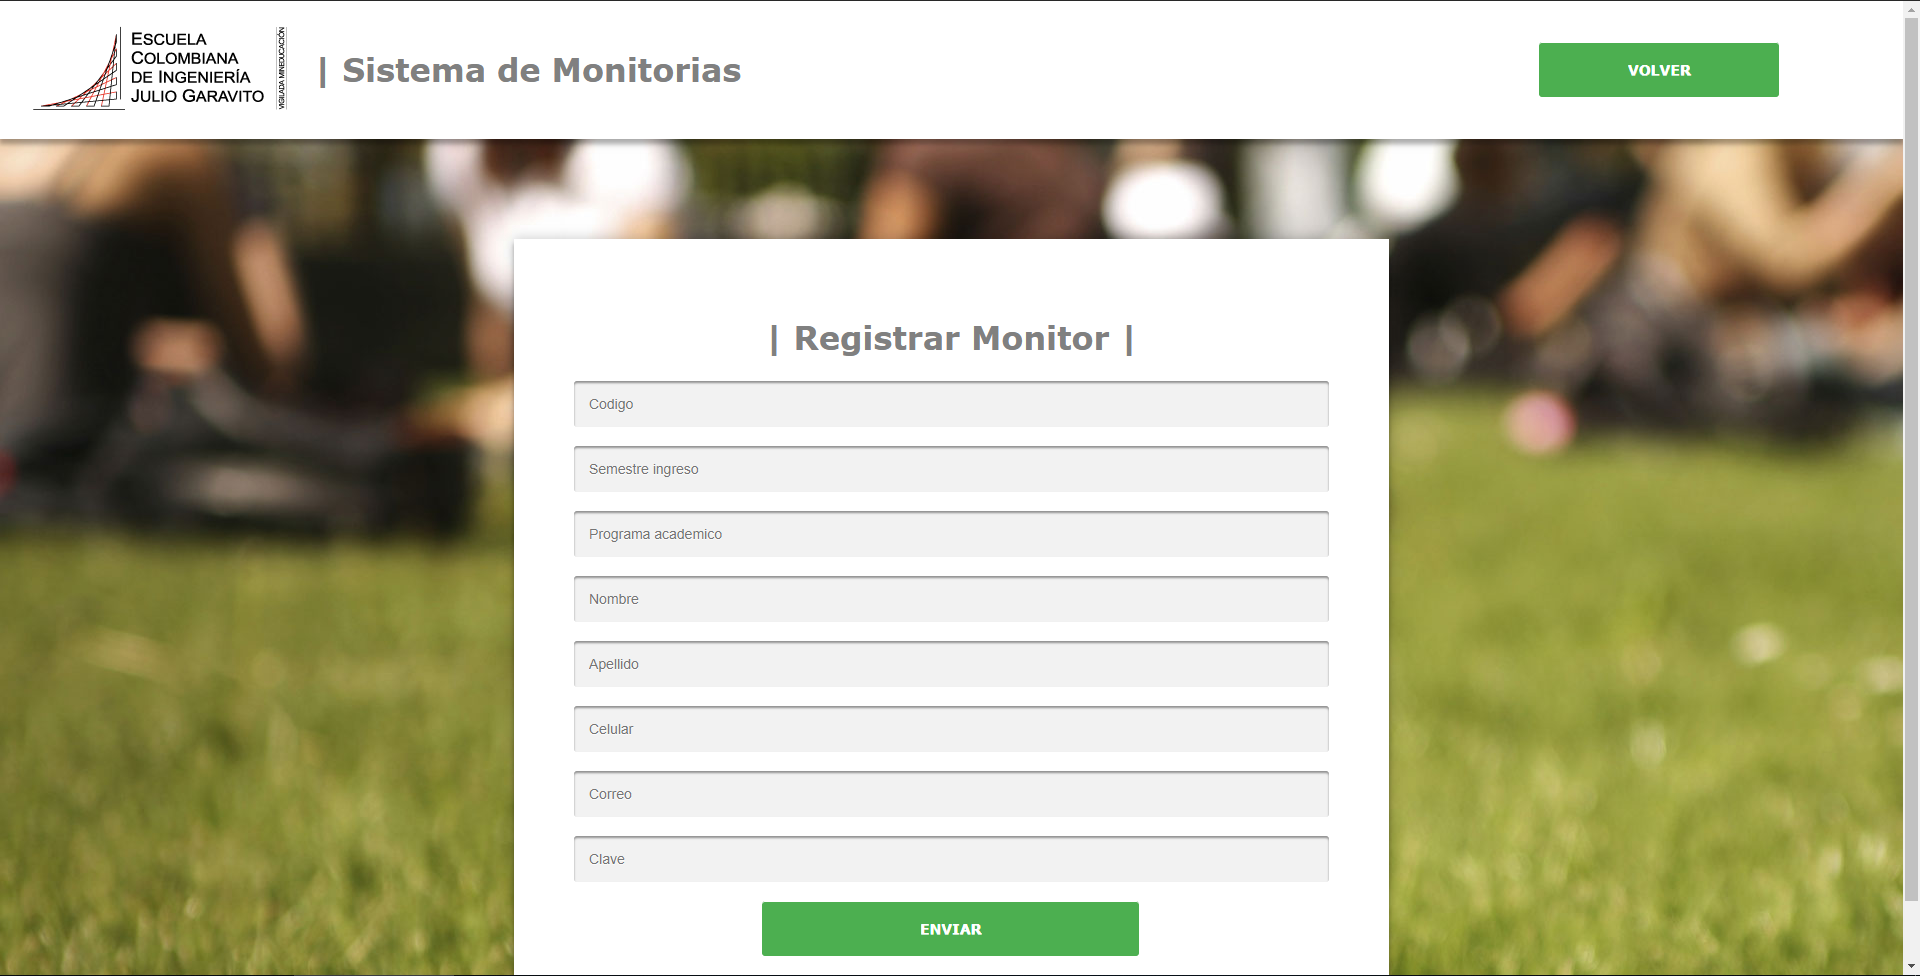 ESCUELA
COLOMBIANA
DE INGENIERÍA
JULIO GARAVITO
VIGILADA MINEDUCACIÓN
| Sistema de Monitorias
VOLVER
| Registrar Monitor |
Codigo
Semestre ingreso
Programa academico
Nombre
Apellido
Celular
Correo
Clave
ENVIAR